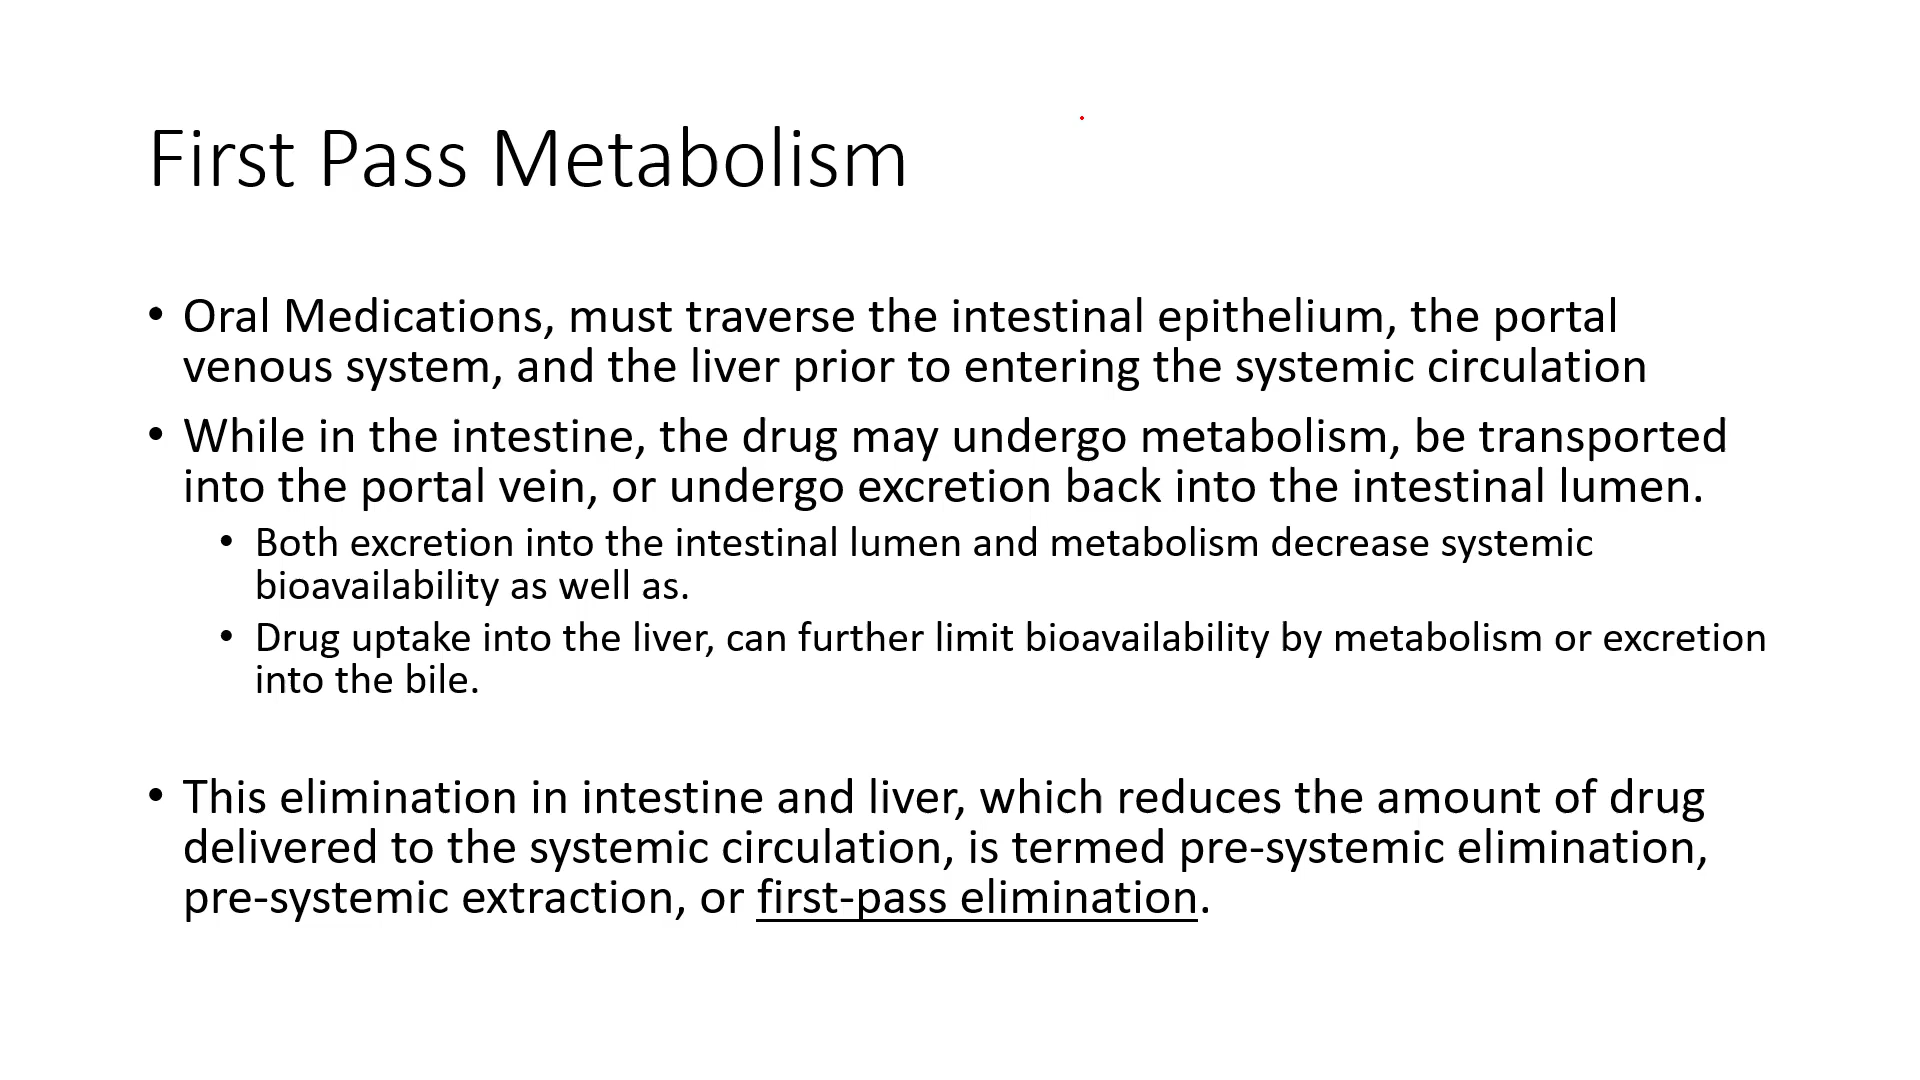 First Pass Metabolism
• Oral Medications, must traverse the intestinal epithelium, the portal
venous system, and the liver prior to entering the systemic circulation
• While in the intestine, the drug may undergo metabolism, be transported
into the portal vein, or undergo excretion back into the intestinal lumen.
• Both excretion into the intestinal lumen and metabolism decrease systemic
bioavailability as well as.
• Drug uptake into the liver, can further limit bioavailability by metabolism or excretion
into the bile.
• This elimination in intestine and liver, which reduces the amount of drug
delivered to the systemic circulation, is termed pre-systemic elimination,
pre-systemic extraction, or first-pass elimination.